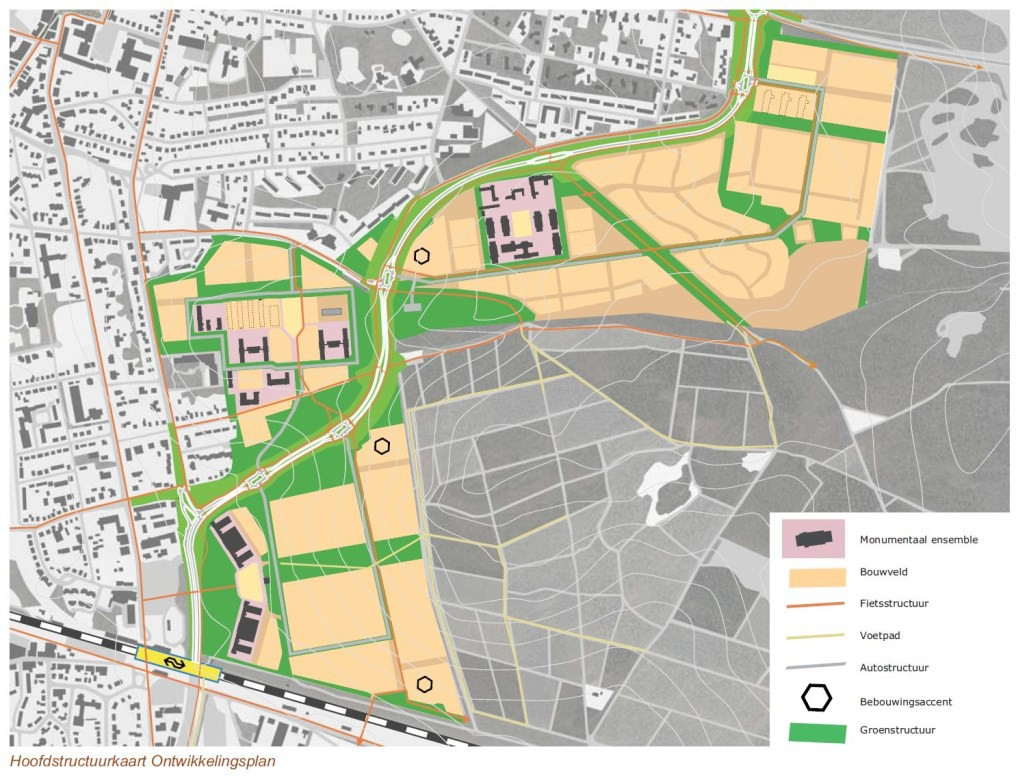 Monumentaal ensemble
Bouwveld
Fietsstructuur
Voetpad
Autostructuur
Bebouwingsaccent
Groenstructuur
Hoofdstructuurkaart Ontwikkelingsplan